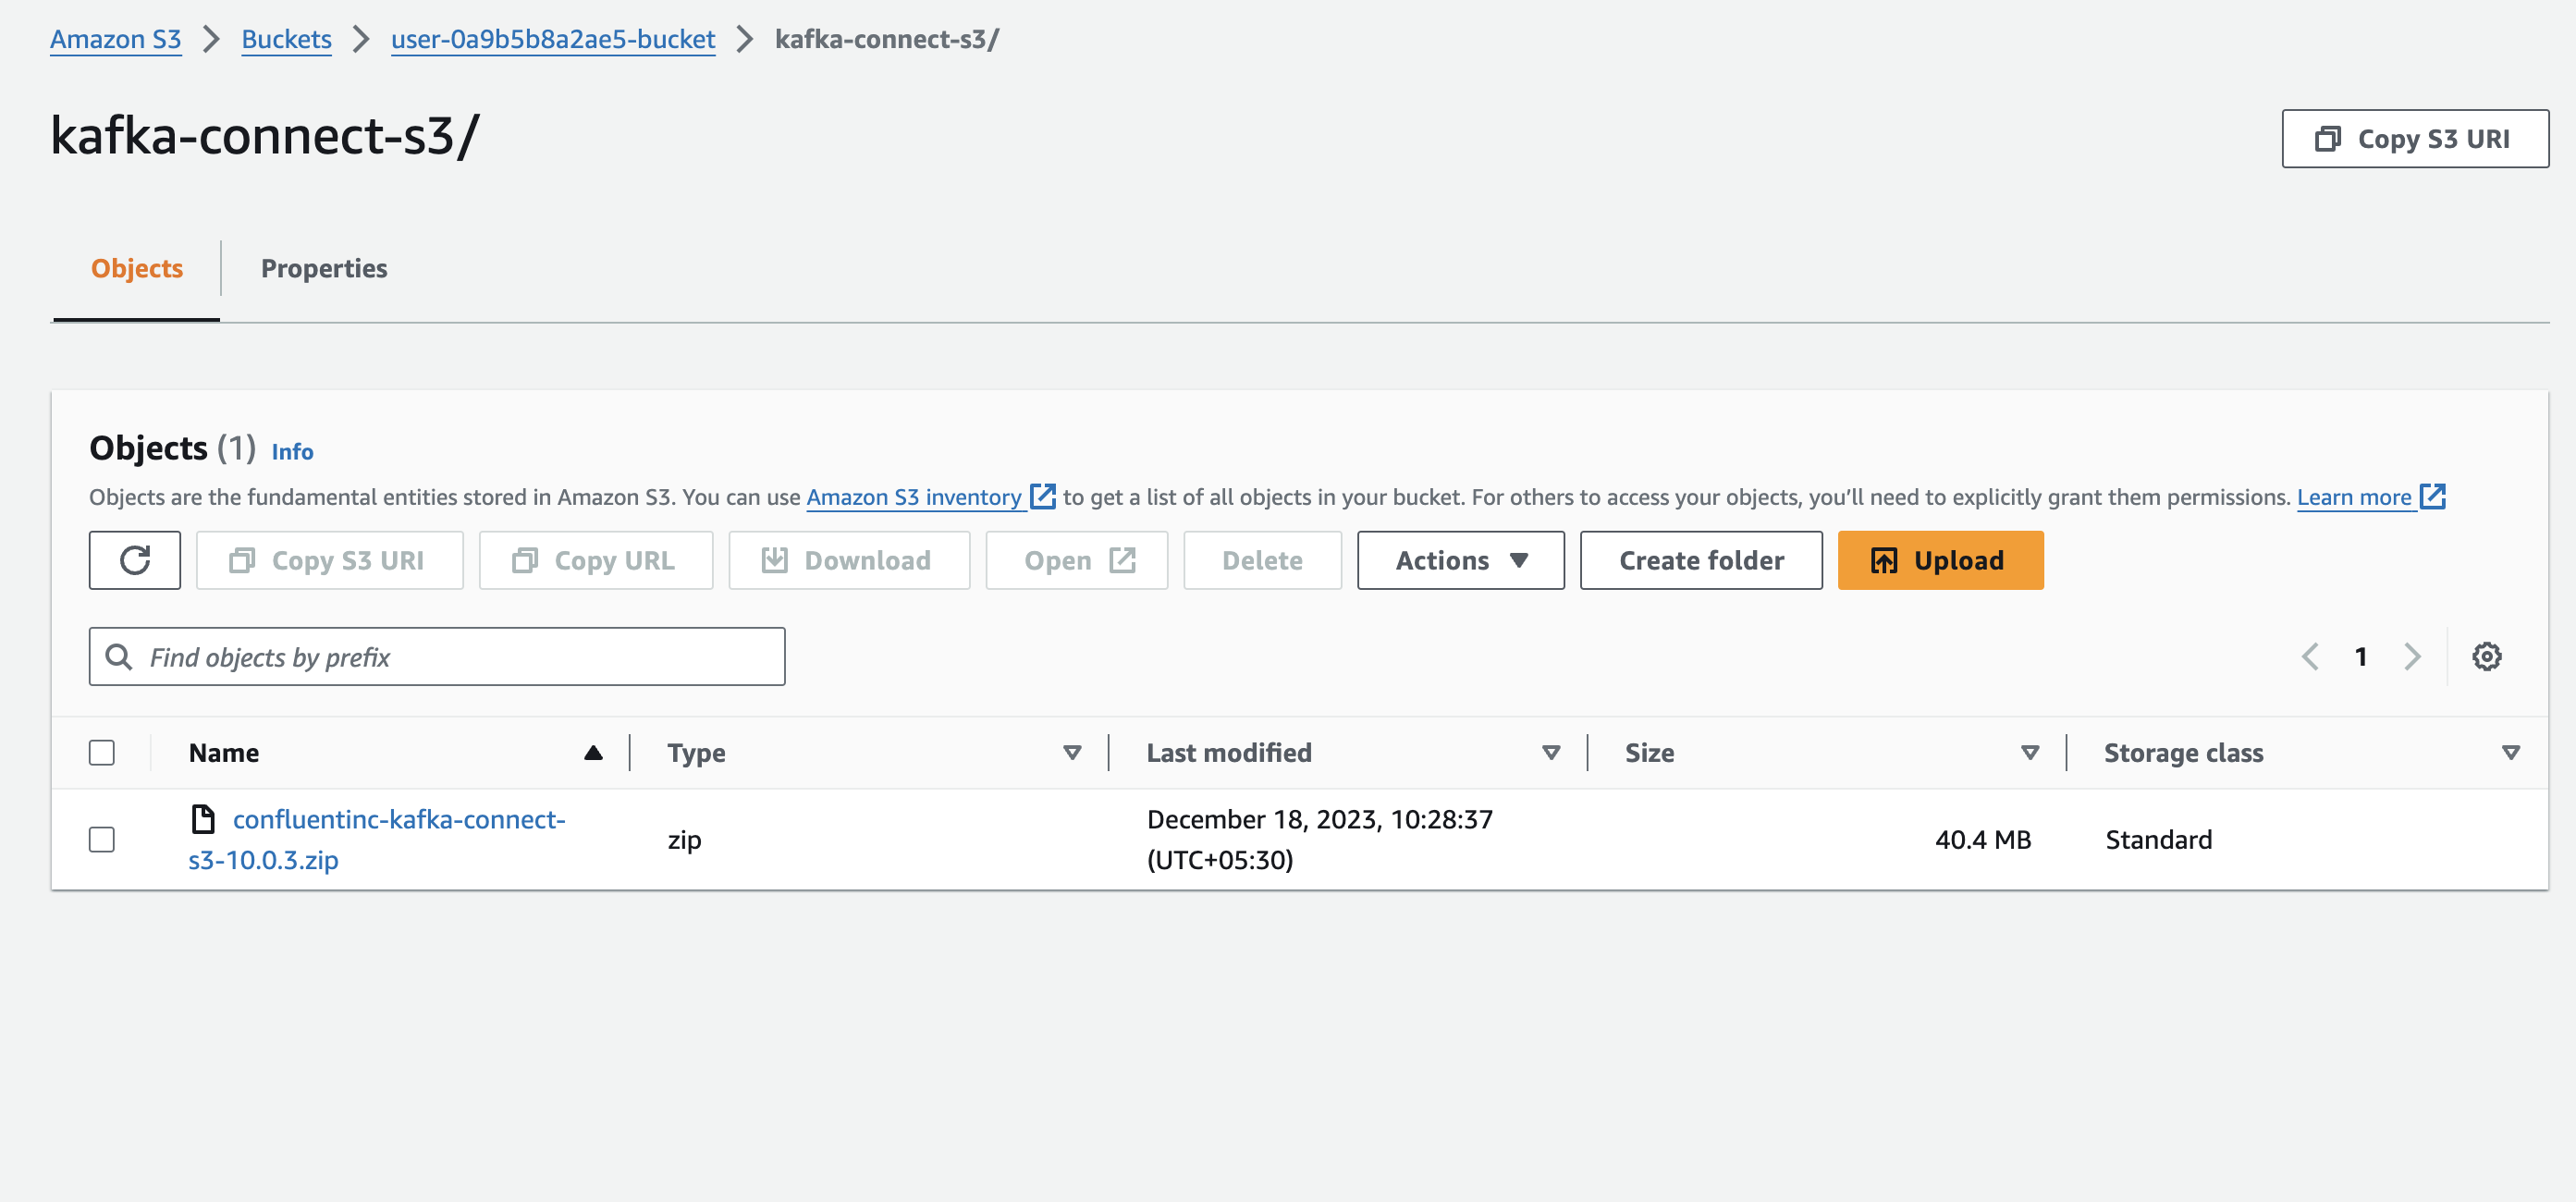 Amazon S3 > Buckets > user-0a9b5b8a2ae5-bucket > kafka-connect-s3/
kafka-connect-s3/
Copy S3 URI
Objects
Properties
Objects (1) Info
Objects are the fundamental entities stored in Amazon S3. You can use Amazon S3 inventory to get a list of all objects in your bucket. For others to access your objects, you’ll need to explicitly grant them permissions. Learn more
Copy S3 URI Copy URL Download Open Delete Actions Create folder Upload
Find objects by prefix
1
Name Type Last modified Size Storage class
confluentinc-kafka-connect-
s3-10.0.3.zip
zip
December 18, 2023, 10:28:37
(UTC+05:30)
40.4 MB
Standard